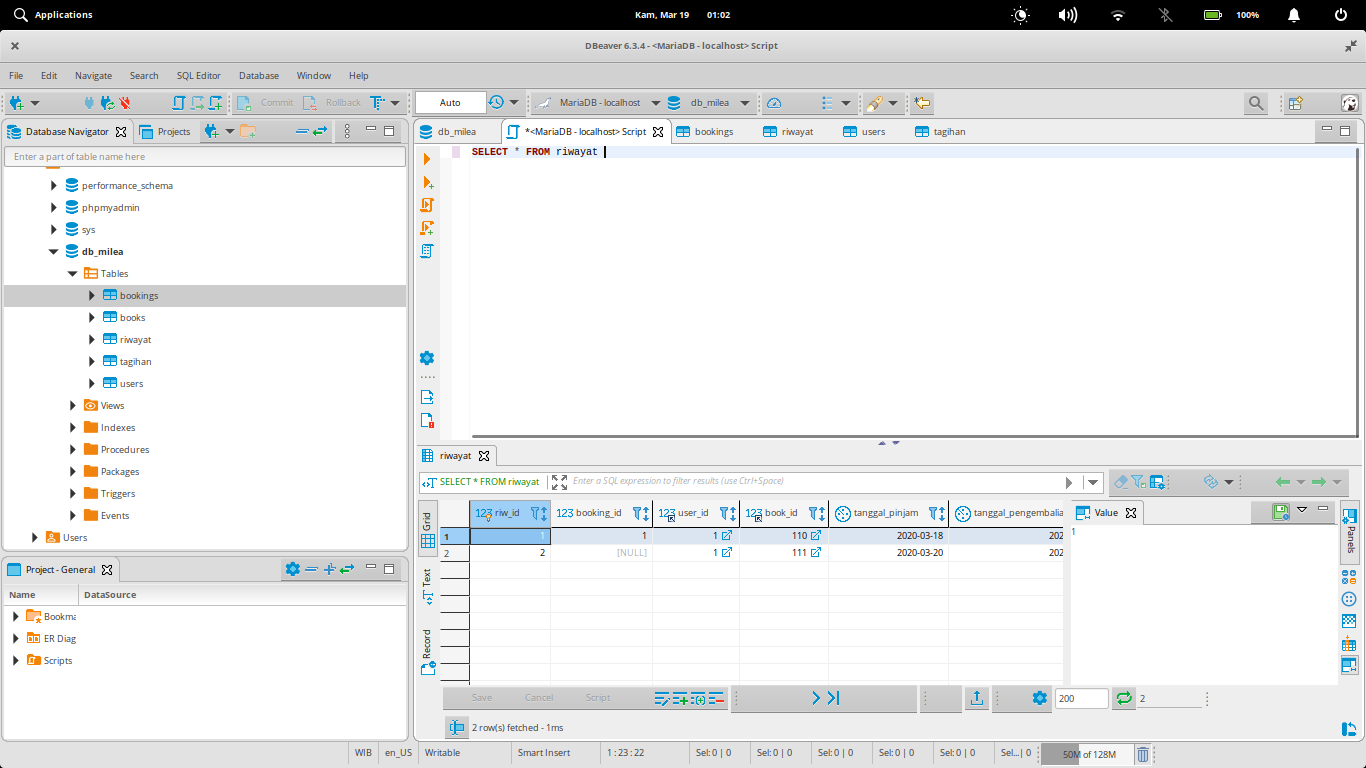 Applications
Kam, Mar 19 01:02
100%
DBeaver 6.3.4 - <MariaDB - localhost> Script
File Edit Navigate Search SQL Editor Database Window Help
Commit Rollback Auto MariaDB - localhost db_milea
Database Navigator Projects
Enter a part of table name here
performance_schema
phpmyadmin
sys
db_milea
Tables
bookings
books
riwayat
tagihan
users
Views
Indexes
Procedures
Packages
Triggers
Events
Users
Project - General
Name DataSource
Bookma
ER Diag
Scripts
db_milea *<MariaDB - localhost> Script bookings riwayat users tagihan
SELECT * FROM riwayat
riwayat
SELECT * FROM riwayat Enter a SQL expression to filter results (use Ctrl+Space)
Grid
Text
Record
123 riw_id 123 booking_id 123 user_id 123 book_id tanggal_pinjam tanggal_pengembalia
1 1 1 1 110 2020-03-18 202
2 2 [NULL] 1 111 2020-03-20 202
Value
1
Panels
Save Cancel Script 200 2
2 row(s) fetched - 1ms
WIB en_US Writable Smart Insert 1 : 23 : 22 Sel: 0 | 0 Sel: 0 | 0 Sel: 0 | 0 Sel: 0 | 0 Sel: 0 | 0 Sel...| 0 50M of 128M